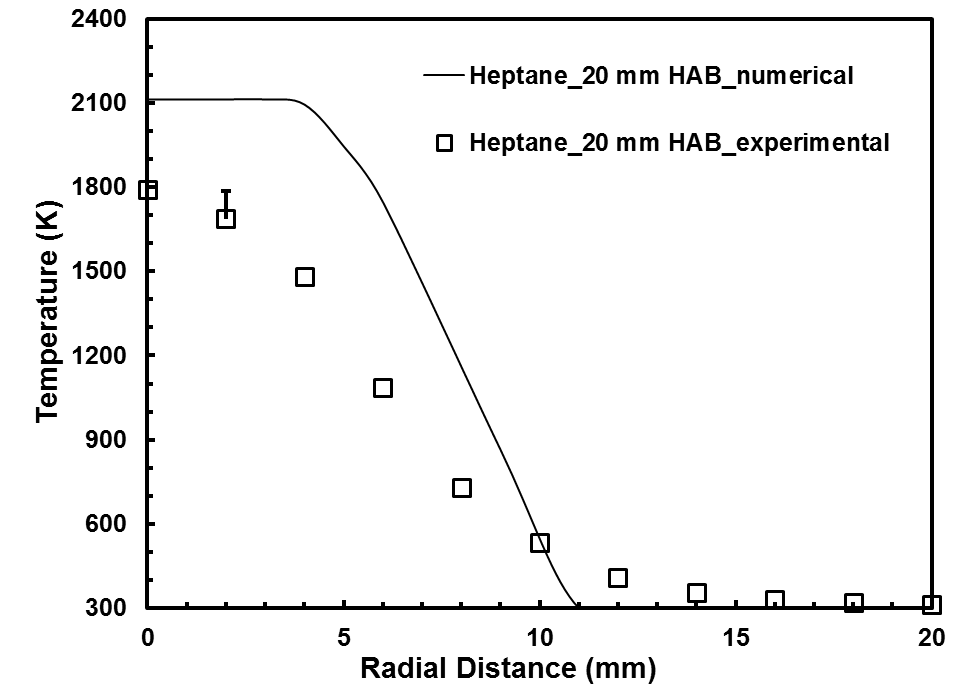 2400
2100
1800
1500
1200
900
600
300
Temperature (K)
Heptane_20 mm HAB_numerical
Heptane_20 mm HAB_experimental
0 5 10 15 20
Radial Distance (mm)